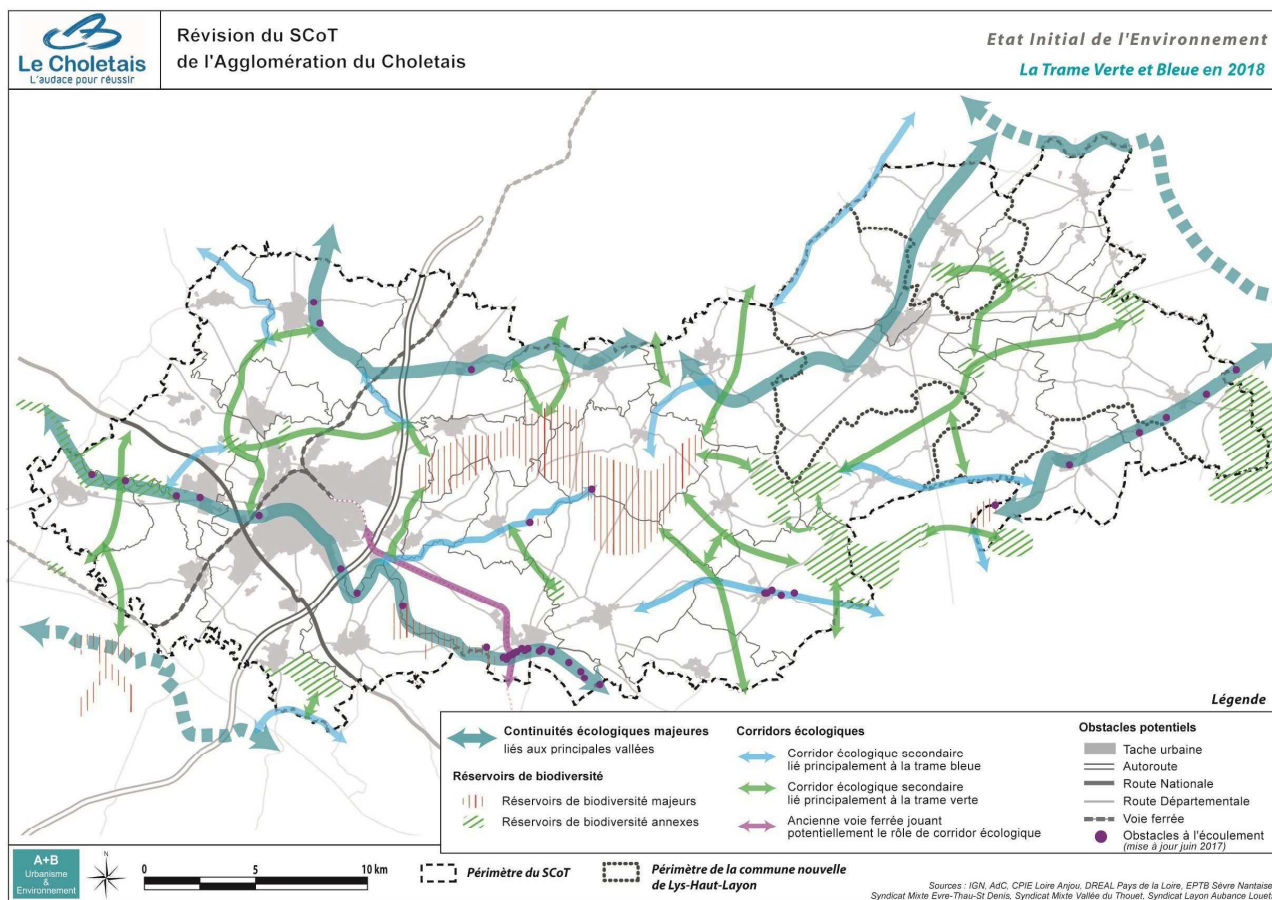 Le Choletais
L'audace pour réussir
Révision du SCoT
de l'Agglomération du Choletais
Etat Initial de l'Environnement
La Trame Verte et Bleue en 2018
Légende
Continuités écologiques majeures
liés aux principales vallées
Réservoirs de biodiversité
Réservoirs de biodiversité majeurs
Réservoirs de biodiversité annexes
Corridors écologiques
Corridor écologique secondaire
lié principalement à la trame bleue
Corridor écologique secondaire
lié principalement à la trame verte
Ancienne voie ferrée jouant
potentiellement le rôle de corridor écologique
Obstacles potentiels
Tache urbaine
Autoroute
Route Nationale
Route Départementale
Voie ferrée
Obstacles à l'écoulement
(mise à jour juin 2017)
A+B
Urbanisme
&
Environnement
N
0 5 10 km
Périmètre du SCoT
Périmètre de la commune nouvelle
de Lys-Haut-Layon
Sources : IGN, AdC, CPIE Loire Anjou, DREAL Pays de la Loire, EPTB Sèvre Nantaise
Syndicat Mixte Evre-Thau-St Denis, Syndicat Mixte Vallée du Thouet, Syndicat Layon Aubance Louets